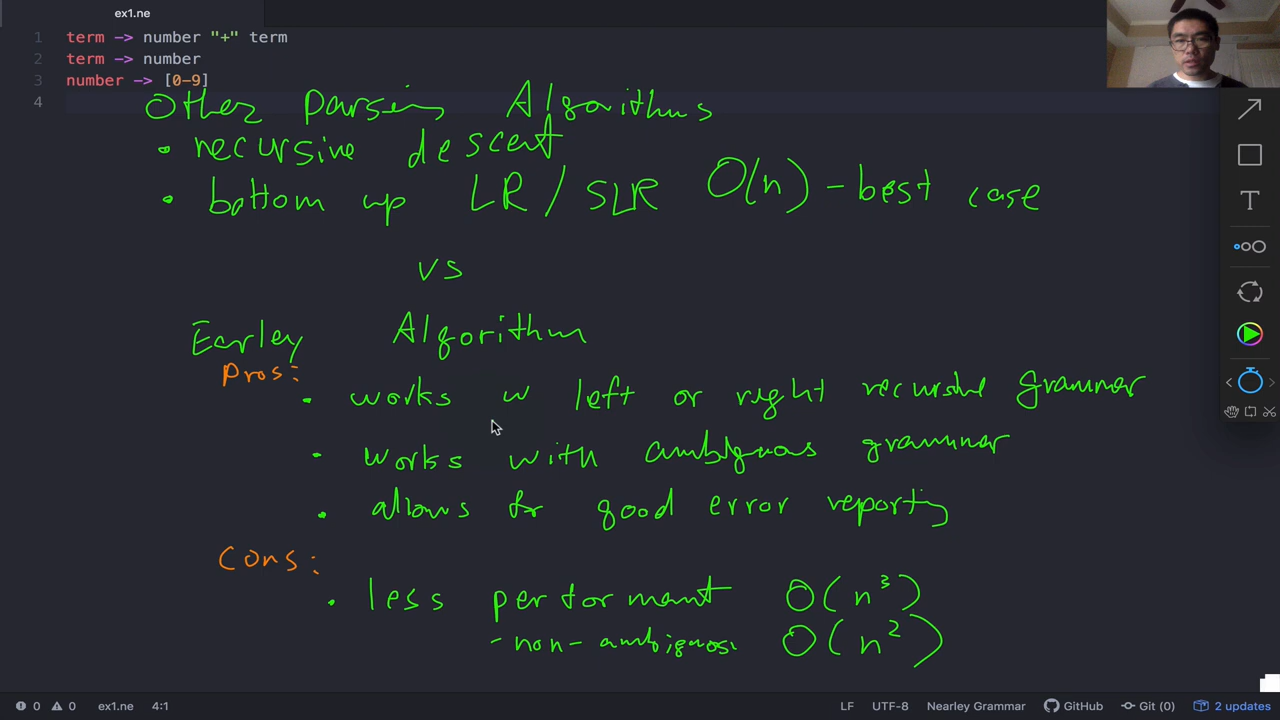 ex1.ne
1 term -> number "+" term
2 term -> number
3 number -> [0-9]
4
Other Parsing Algorithms
• recursive descent
• bottom up LR / SLR O(n) - best case
vs
Earley Algorithm
Pros:
• works w left or right recursive grammar
• works with ambiguous grammar
• allows for good error reporting
Cons:
• less performant O(n³)
- non-ambiguous: O(n²)
T
0 0 ex1.ne 4:1 LF UTF-8 Nearley Grammar GitHub Git (0) 2 updates